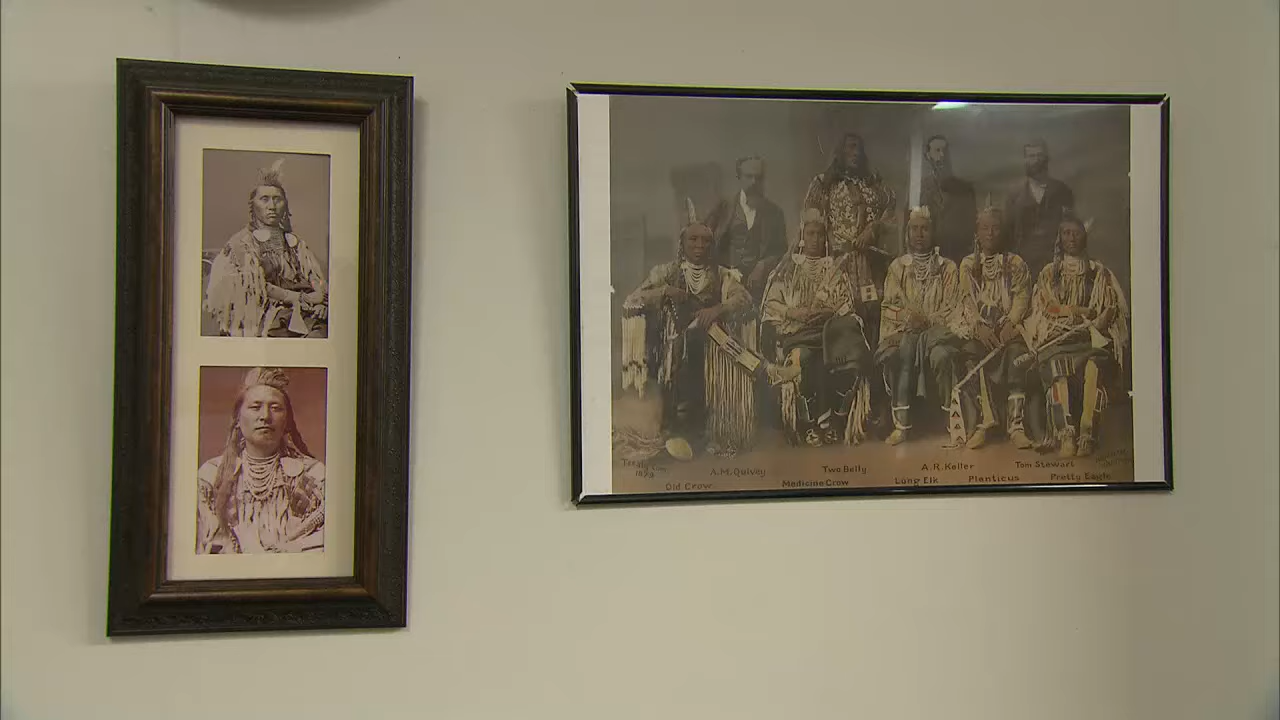 A.M. Quivey Two Belly A.R. Keller Tom Stewart
Old Crow Medicine Crow Long Elk Plenticus Pretty Eagle